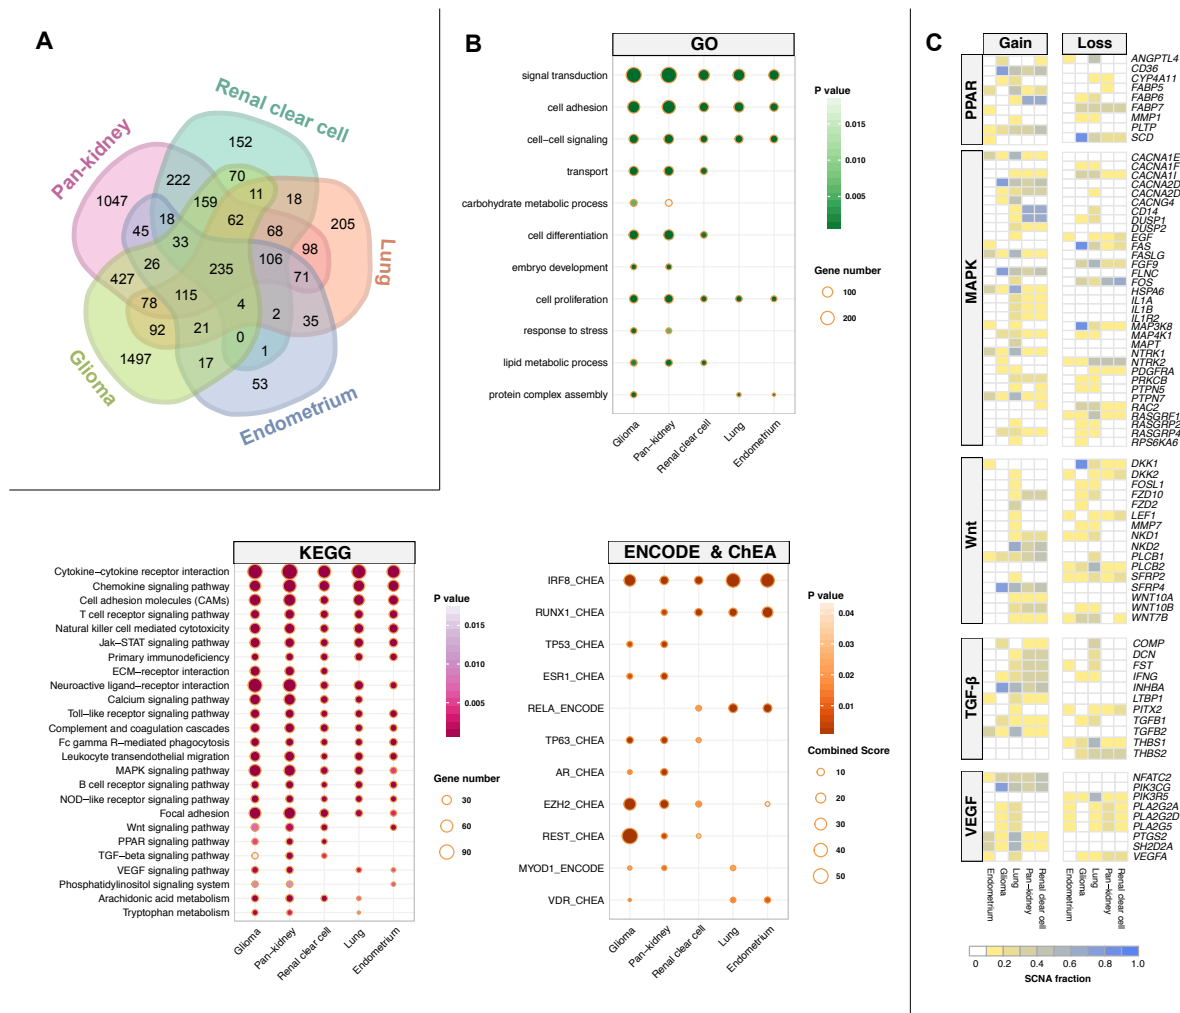 A
Renal clear cell
Pan-kidney
Lung
Glioma
Endometrium
152
1047
222
70
11
18
205
159
18
45
62
68
98
33
106
26
235
71
427
78
115
4
2
35
92
21
0
1
1497
17
53
B
GO
signal transduction
cell adhesion
cell−cell signaling
transport
carbohydrate metabolic process
cell differentiation
embryo development
cell proliferation
response to stress
lipid metabolic process
protein complex assembly
Glioma
Pan−kidney
Renal clear cell
Lung
Endometrium
P value
0.015
0.010
0.005
Gene number
100
200
KEGG
Cytokine−cytokine receptor interaction
Chemokine signaling pathway
Cell adhesion molecules (CAMs)
T cell receptor signaling pathway
Natural killer cell mediated cytotoxicity
Jak−STAT signaling pathway
Primary immunodeficiency
ECM−receptor interaction
Neuroactive ligand−receptor interaction
Calcium signaling pathway
Toll−like receptor signaling pathway
Complement and coagulation cascades
Fc gamma R−mediated phagocytosis
Leukocyte transendothelial migration
MAPK signaling pathway
B cell receptor signaling pathway
NOD−like receptor signaling pathway
Focal adhesion
Wnt signaling pathway
PPAR signaling pathway
TGF−beta signaling pathway
VEGF signaling pathway
Phosphatidylinositol signaling system
Arachidonic acid metabolism
Tryptophan metabolism
Glioma
Pan−kidney
Renal clear cell
Lung
Endometrium
P value
0.015
0.010
0.005
Gene number
30
60
90
ENCODE & ChEA
IRF8_CHEA
RUNX1_CHEA
TP53_CHEA
ESR1_CHEA
RELA_ENCODE
TP63_CHEA
AR_CHEA
EZH2_CHEA
REST_CHEA
MYOD1_ENCODE
VDR_CHEA
Glioma
Pan−kidney
Renal clear cell
Lung
Endometrium
P value
0.04
0.03
0.02
0.01
Combined Score
10
20
30
40
50
C
Gain
Loss
PPAR
ANGPTL4
CD36
CYP4A11
FABP5
FABP6
FABP7
MMP1
PLTP
SCD
MAPK
CACNA1E
CACNA1F
CACNA1I
CACNA2D
CACNA2D
CACNG4
CD14
DUSP1
DUSP2
EGF
FAS
FASLG
FGF9
FLNC
FOS
HSPA6
IL1A
IL1B
IL1R2
MAP3K8
MAP4K1
MAPT
NTRK1
NTRK2
PDGFRA
PRKCB
PTPN5
PTPN7
RAC2
RASGRF1
RASGRP2
RASGRP4
RPS6KA6
Wnt
DKK1
DKK2
FOSL1
FZD10
FZD2
LEF1
MMP7
NKD1
NKD2
PLCB1
PLCB2
SFRP2
SFRP4
WNT10A
WNT10B
WNT7B
TGF-β
COMP
DCN
FST
IFNG
INHBA
LTBP1
PITX2
TGFB1
TGFB2
THBS1
THBS2
VEGF
NFATC2
PIK3CG
PIK3R5
PLA2G2A
PLA2G2D
PLA2G5
PTGS2
SH2D2A
VEGFA
Endometrium
Glioma
Lung
Pan−kidney
Renal clear cell
Endometrium
Glioma
Lung
Pan−kidney
Renal clear cell
0
0.2
0.4
0.6
0.8
1.0
SCNA fraction